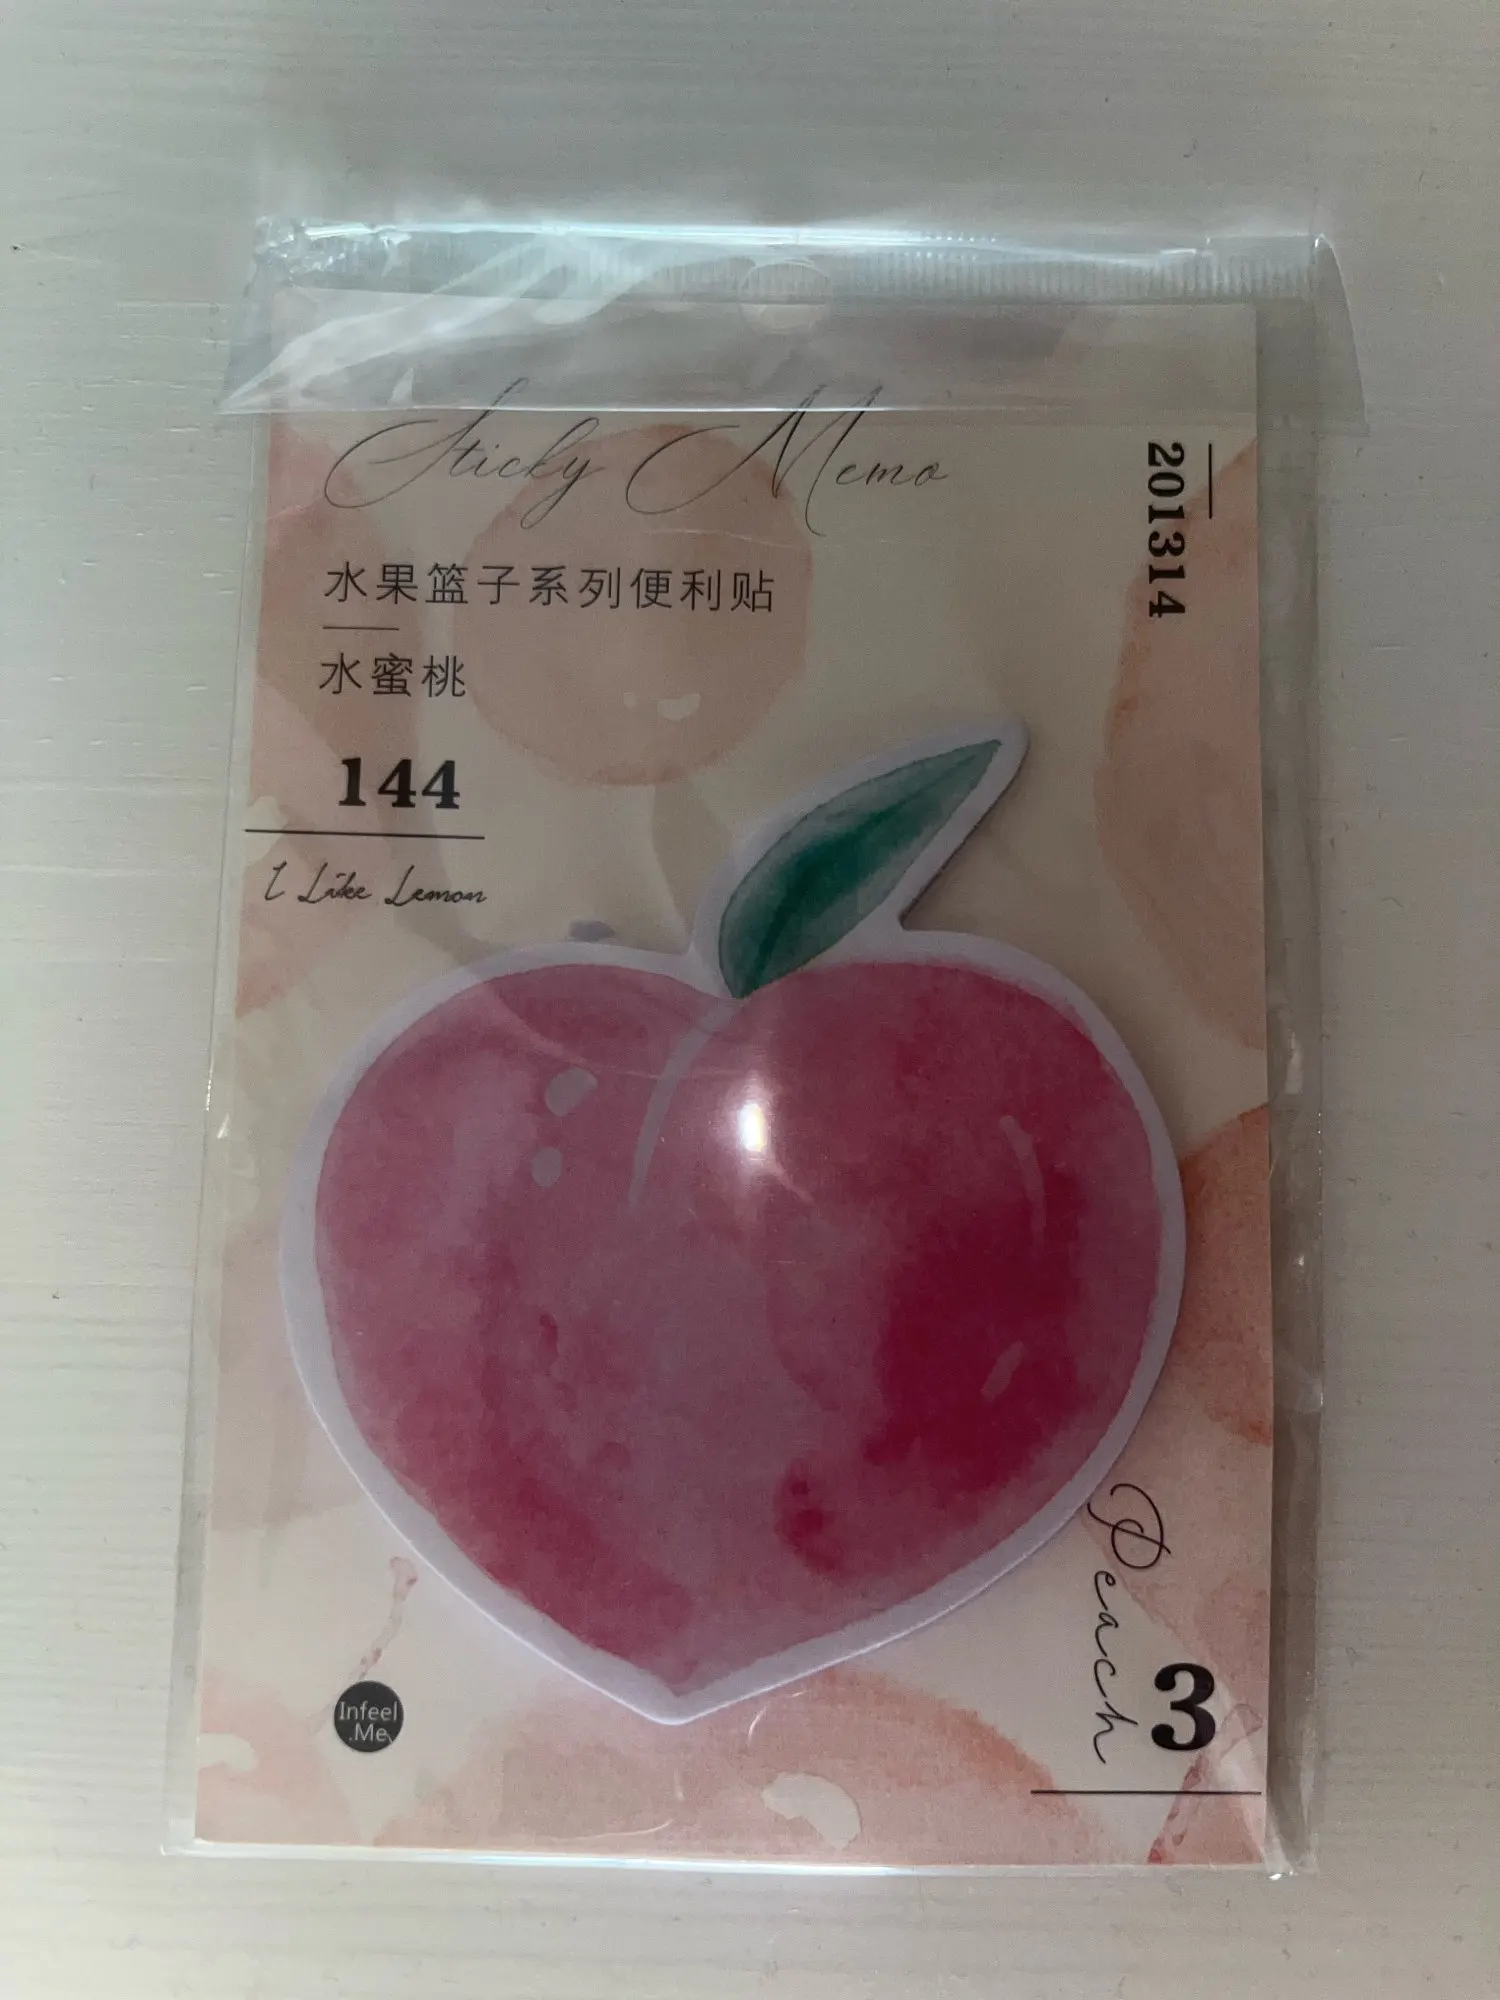 Sticky Memo
201314
水果篮子系列便利贴
水蜜桃
144
I Like Lemon
Peach
3
Infeel
.Me